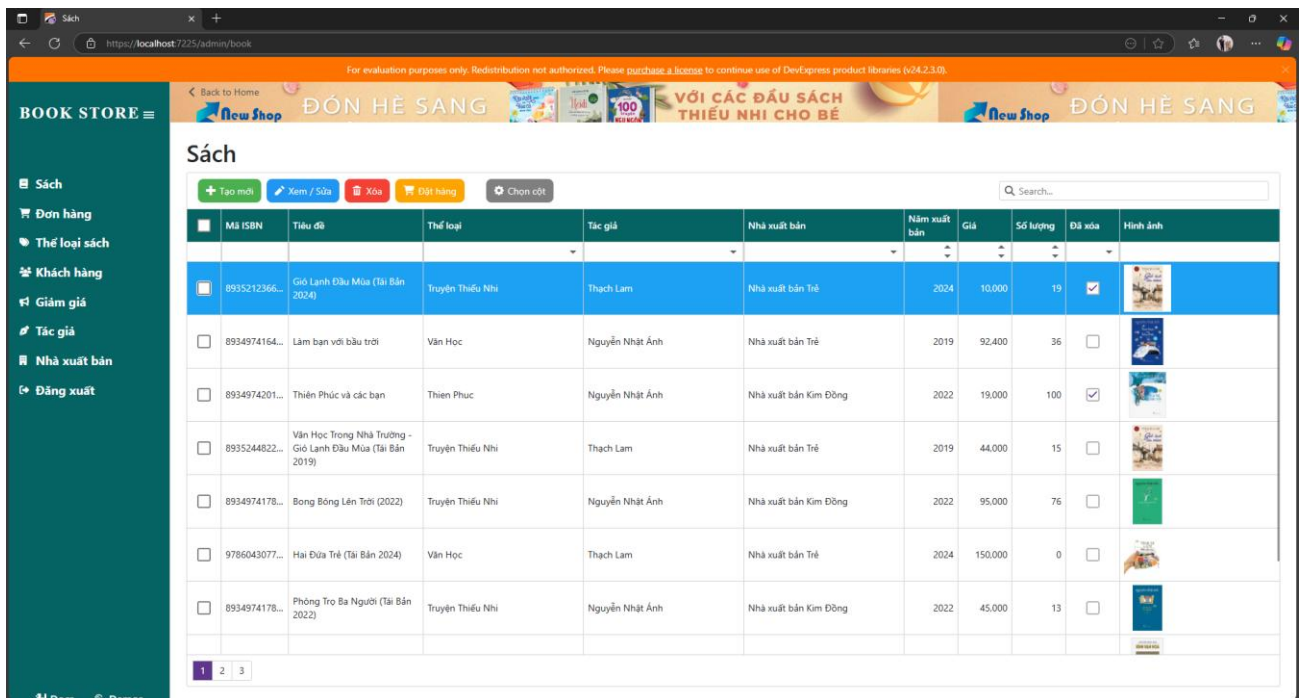 Sách
https://localhost:7225/admin/book
For evaluation purposes only. Redistribution not authorized. Please purchase a license to continue use of DevExpress product libraries (v24.2.3.0).
BOOK STORE
Back to Home
New Shop
ĐÓN HÈ SANG
100
VỚI CÁC ĐẦU SÁCH
THIẾU NHI CHO BÉ
New Shop
ĐÓN HÈ SANG
Sách
Đơn hàng
Thể loại sách
Khách hàng
Giảm giá
Tác giả
Nhà xuất bản
Đăng xuất
Sách
Tạo mới Xem / Sửa Xóa Đặt hàng Chọn cột Search...
Mã ISBN Tiêu đề Thể loại Tác giả Nhà xuất bản Năm xuất bản Giá Số lượng Đã xóa Hình ảnh
8935212366... Gió Lạnh Đầu Mùa (Tái Bản 2024) Truyện Thiếu Nhi Thạch Lam Nhà xuất bản Trẻ 2024 10,000 19
8934974164... Làm bạn với bầu trời Văn Học Nguyễn Nhật Ánh Nhà xuất bản Trẻ 2019 92,400 36
8934974201... Thiên Phúc và các bạn Thien Phuc Nguyễn Nhật Ánh Nhà xuất bản Kim Đồng 2022 19,000 100
8935244822... Văn Học Trong Nhà Trường - Gió Lạnh Đầu Mùa (Tái Bản 2019) Truyện Thiếu Nhi Thạch Lam Nhà xuất bản Trẻ 2019 44,000 15
8934974178... Bong Bóng Lên Trời (2022) Truyện Thiếu Nhi Nguyễn Nhật Ánh Nhà xuất bản Kim Đồng 2022 95,000 76
9786043077... Hai Đứa Trẻ (Tái Bản 2024) Văn Học Thạch Lam Nhà xuất bản Trẻ 2024 150,000 0
8934974178... Phòng Trọ Ba Người (Tái Bản 2022) Truyện Thiếu Nhi Nguyễn Nhật Ánh Nhà xuất bản Kim Đồng 2022 45,000 13
1 2 3